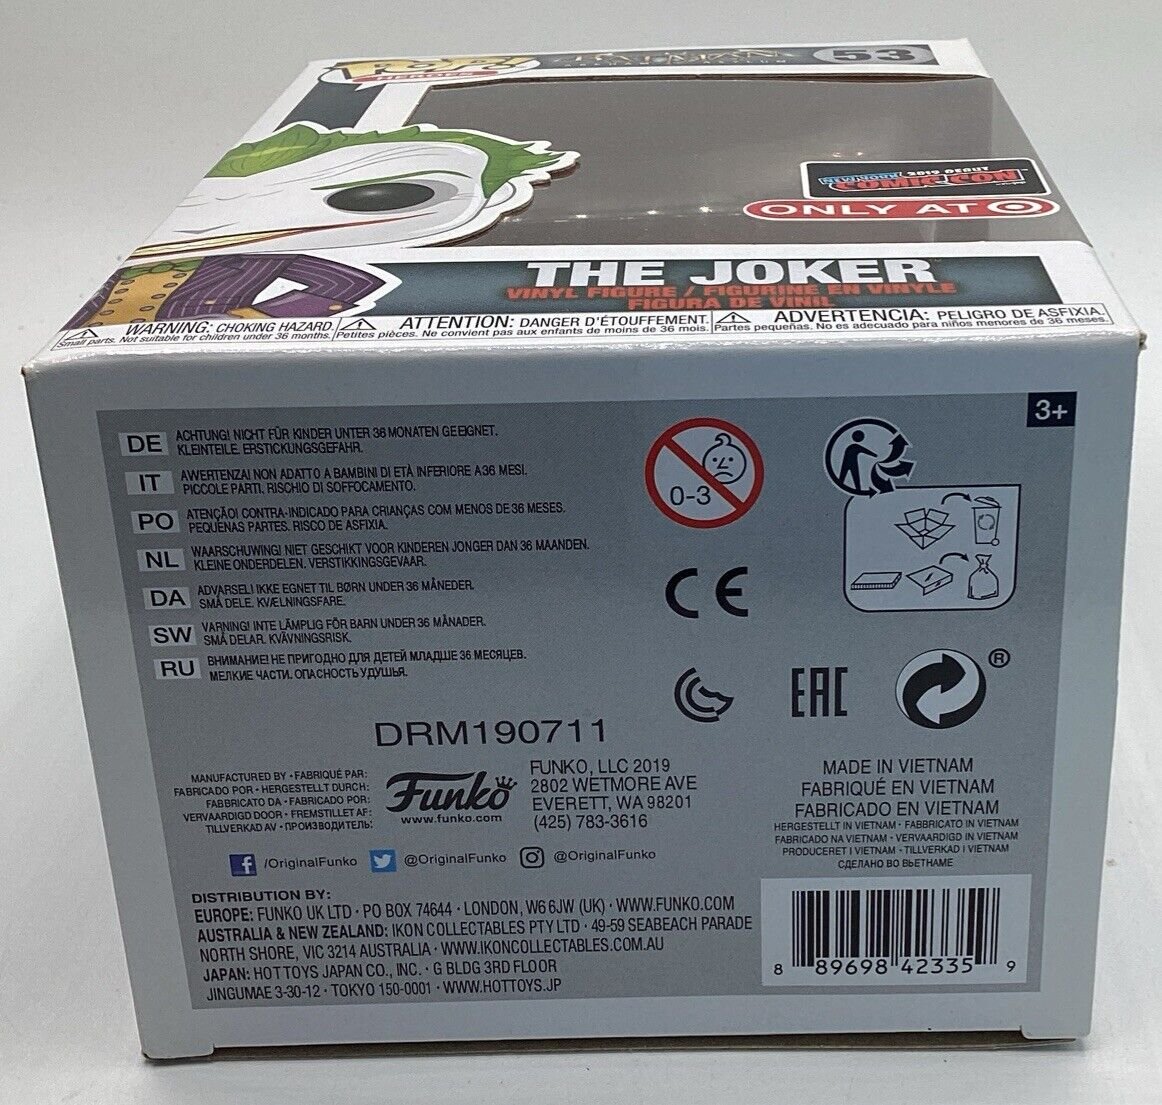 POP!
HEROES
BATMAN
53
2019 DEBUT
NEW YORK
COMIC CON
ONLY AT
THE JOKER
VINYL FIGURE / FIGURINE EN VINYLE
FIGURA DE VINIL
WARNING: CHOKING HAZARD.
Small parts. Not suitable for children under 36 months.
ATTENTION: DANGER D'ÉTOUFFEMENT.
Petites pièces. Ne convient pas aux enfants de moins de 36 mois.
ADVERTENCIA: PELIGRO DE ASFIXIA.
Partes pequeñas. No es adecuado para niños menores de 36 meses.
3+
DE ACHTUNG! NICHT FÜR KINDER UNTER 36 MONATEN GEEIGNET.
KLEINTEILE. ERSTICKUNGSGEFAHR.
IT AWERTENZA! NON ADATTO A BAMBINI DI ETÀ INFERIORE A 36 MESI.
PICCOLE PARTI, RISCHIO DI SOFFOCAMENTO.
PO ATENÇÃO! CONTRA-INDICADO PARA CRIANÇAS COM MENOS DE 36 MESES.
PEQUENAS PARTES. RISCO DE ASFIXIA.
NL WAARSCHUWING! NIET GESCHIKT VOOR KINDEREN JONGER DAN 36 MAANDEN.
KLEINE ONDERDELEN. VERSTIKKINGSGEVAAR.
DA ADVARSEL! IKKE EGNET TIL BØRN UNDER 36 MÅNEDER.
SMÅ DELE. KVÆLNINGSFARE.
SW VARNING! INTE LÄMPLIG FÖR BARN UNDER 36 MÅNADER.
SMÅ DELAR. KVÄVNINGSRISK.
RU ВНИМАНИЕ! НЕ ПРИГОДНО ДЛЯ ДЕТЕЙ МЛАДШЕ 36 МЕСЯЦЕВ.
МЕЛКИЕ ЧАСТИ. ОПАСНОСТЬ УДУШЬЯ.
0-3
CE
EAC
®
DRM190711
MANUFACTURED BY • FABRIQUÉ PAR:
FABRICADO POR • HERGESTELLT DURCH:
FABBRICATO DA • FABRICADO POR:
VERVAARDIGD DOOR • FREMSTILLET AF:
TILLVERKAD AV • ПРОИЗВОДИТЕЛЬ:
Funko
www.funko.com
FUNKO, LLC 2019
2802 WETMORE AVE
EVERETT, WA 98201
(425) 783-3616
MADE IN VIETNAM
FABRIQUÉ EN VIETNAM
FABRICADO EN VIETNAM
HERGESTELLT IN VIETNAM • FABBRICATO IN VIETNAM
FABRICADO NA VIETNAM • VERVAARDIGD IN VIETNAM
PRODUCERET I VIETNAM • TILLVERKAD I VIETNAM
СДЕЛАНО ВО ВЬЕТНАМЕ
/OriginalFunko @OriginalFunko @OriginalFunko
DISTRIBUTION BY:
EUROPE: FUNKO UK LTD • PO BOX 74644 • LONDON, W6 6JW (UK) • WWW.FUNKO.COM
AUSTRALIA & NEW ZEALAND: IKON COLLECTABLES PTY LTD • 49-59 SEABEACH PARADE
NORTH SHORE, VIC 3214 AUSTRALIA • WWW.IKONCOLLECTABLES.COM.AU
JAPAN: HOT TOYS JAPAN CO., INC. • G BLDG 3RD FLOOR
JINGUMAE 3-30-12 • TOKYO 150-0001 • WWW.HOTTOYS.JP
8 89698 42335 9